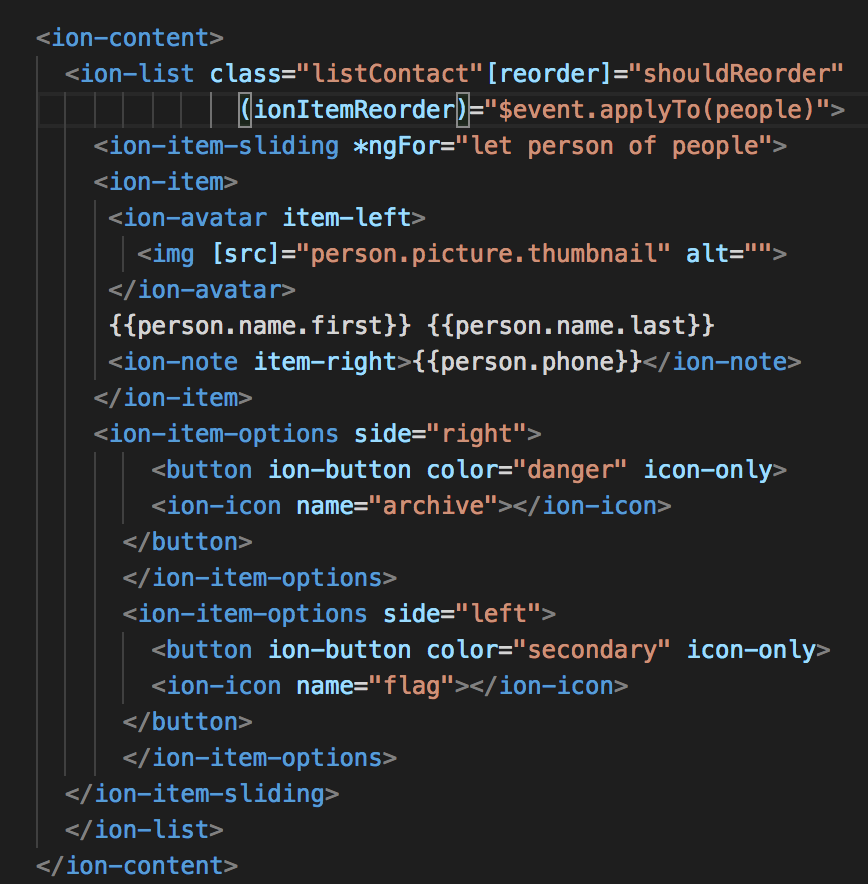 <ion-content>
<ion-list class="listContact"[reorder]="shouldReorder"
(ionItemReorder)="$event.applyTo(people)">
<ion-item-sliding *ngFor="let person of people">
<ion-item>
<ion-avatar item-left>
<img [src]="person.picture.thumbnail" alt="">
</ion-avatar>
{{person.name.first}} {{person.name.last}}
<ion-note item-right>{{person.phone}}</ion-note>
</ion-item>
<ion-item-options side="right">
<button ion-button color="danger" icon-only>
<ion-icon name="archive"></ion-icon>
</button>
</ion-item-options>
<ion-item-options side="left">
<button ion-button color="secondary" icon-only>
<ion-icon name="flag"></ion-icon>
</button>
</ion-item-options>
</ion-item-sliding>
</ion-list>
</ion-content>